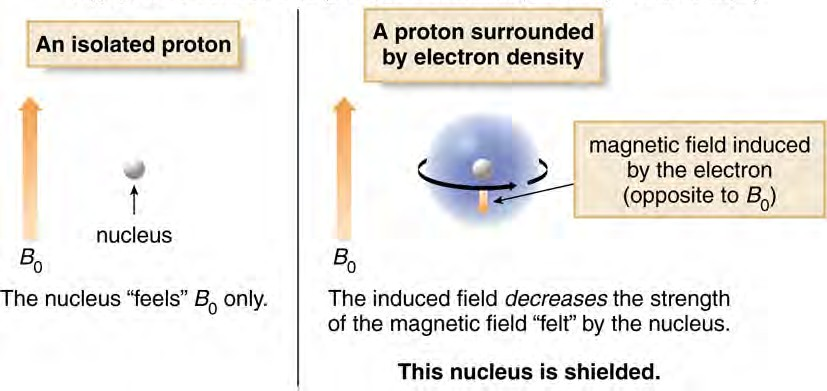 An isolated proton
B0
nucleus
The nucleus “feels” B0 only.
A proton surrounded
by electron density
B0
magnetic field induced
by the electron
(opposite to B0)
The induced field decreases the strength
of the magnetic field “felt” by the nucleus.
This nucleus is shielded.